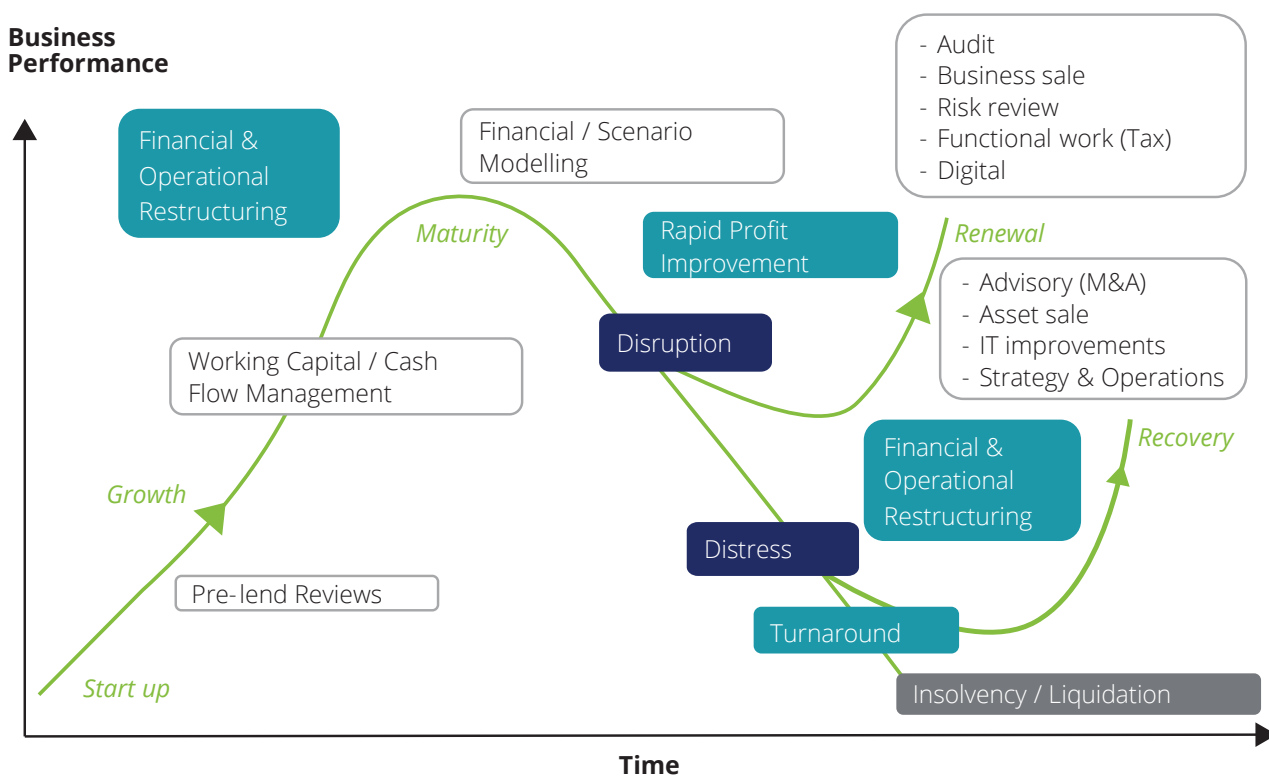 Business
Performance
- Audit
- Business sale
- Risk review
- Functional work (Tax)
- Digital
Financial &
Operational
Restructuring
Financial / Scenario
Modelling
Maturity
Rapid Profit
Improvement
Renewal
- Advisory (M&A)
- Asset sale
- IT improvements
- Strategy & Operations
Disruption
Working Capital / Cash
Flow Management
Recovery
Financial &
Operational
Restructuring
Growth
Distress
Pre-lend Reviews
Turnaround
Start up
Insolvency / Liquidation
Time